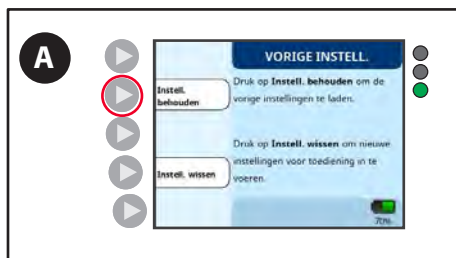 A
VORIGE INSTELL.
Instell.
behouden
Druk op Instell. behouden om de
vorige instellingen te laden.
Druk op Instell. wissen om nieuwe
instellingen voor toediening in te
voeren.
Instell. wissen
70%